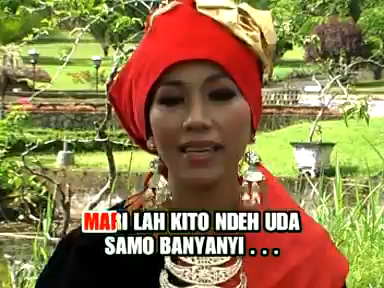 MARI LAH KITO NDEH UDA
SAMO BANYANYI . . .